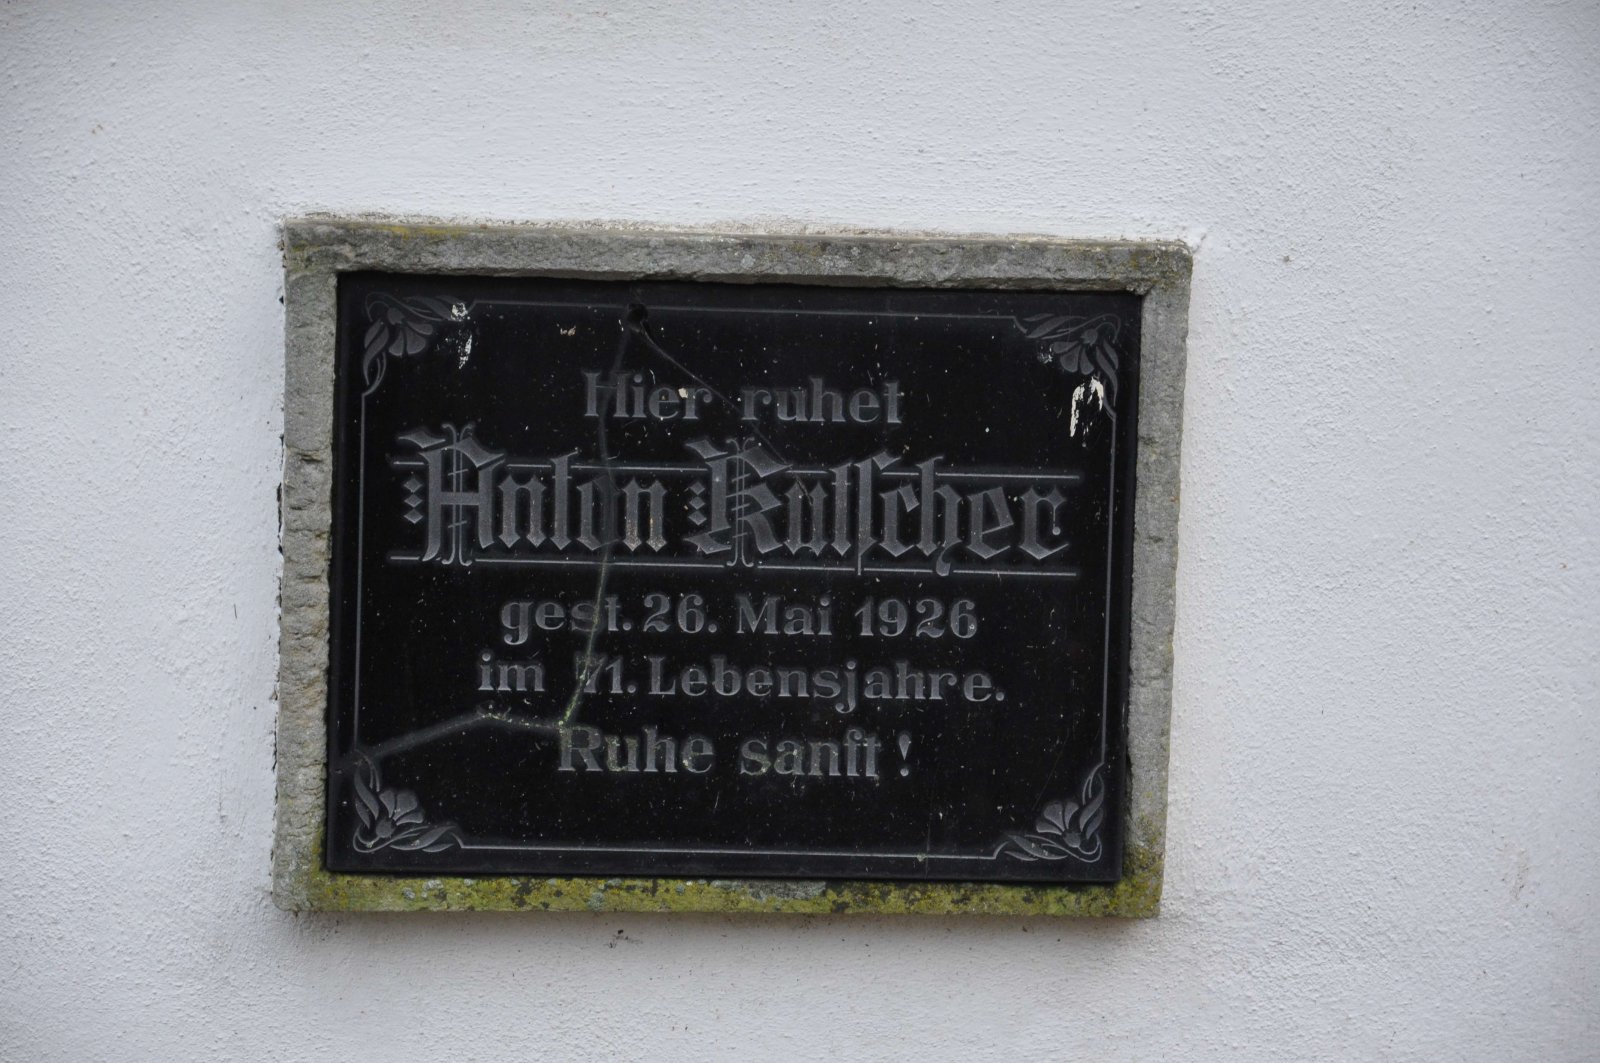 Hier ruhet
Anton Kutscher
gest. 26. Mai 1926
im 71. Lebensjahre.
Ruhe sanft!